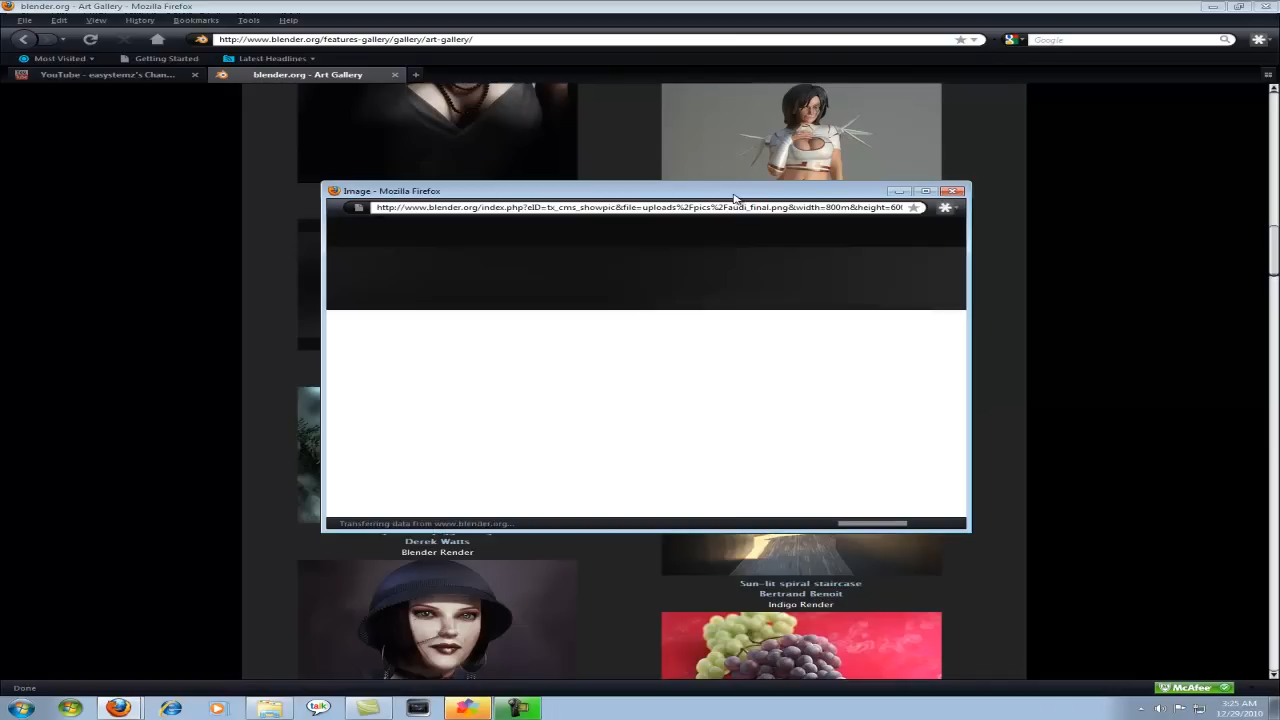 blender.org - Art Gallery - Mozilla Firefox
File Edit View History Bookmarks Tools Help
http://www.blender.org/features-gallery/gallery/art-gallery/
Google
Most Visited Getting Started Latest Headlines
YouTube - easystemz's Chan... blender.org - Art Gallery
Image - Mozilla Firefox
http://www.blender.org/index.php?eID=tx_cms_showpic&file=uploads%2Fpics%2Faudi_final.png&width=800m&height=600
Transferring data from www.blender.org...
Derek Watts
Blender Render
Sun-lit spiral staircase
Bertrand Benoit
Indigo Render
Done
McAfee
talk
3:25 AM
12/29/2010